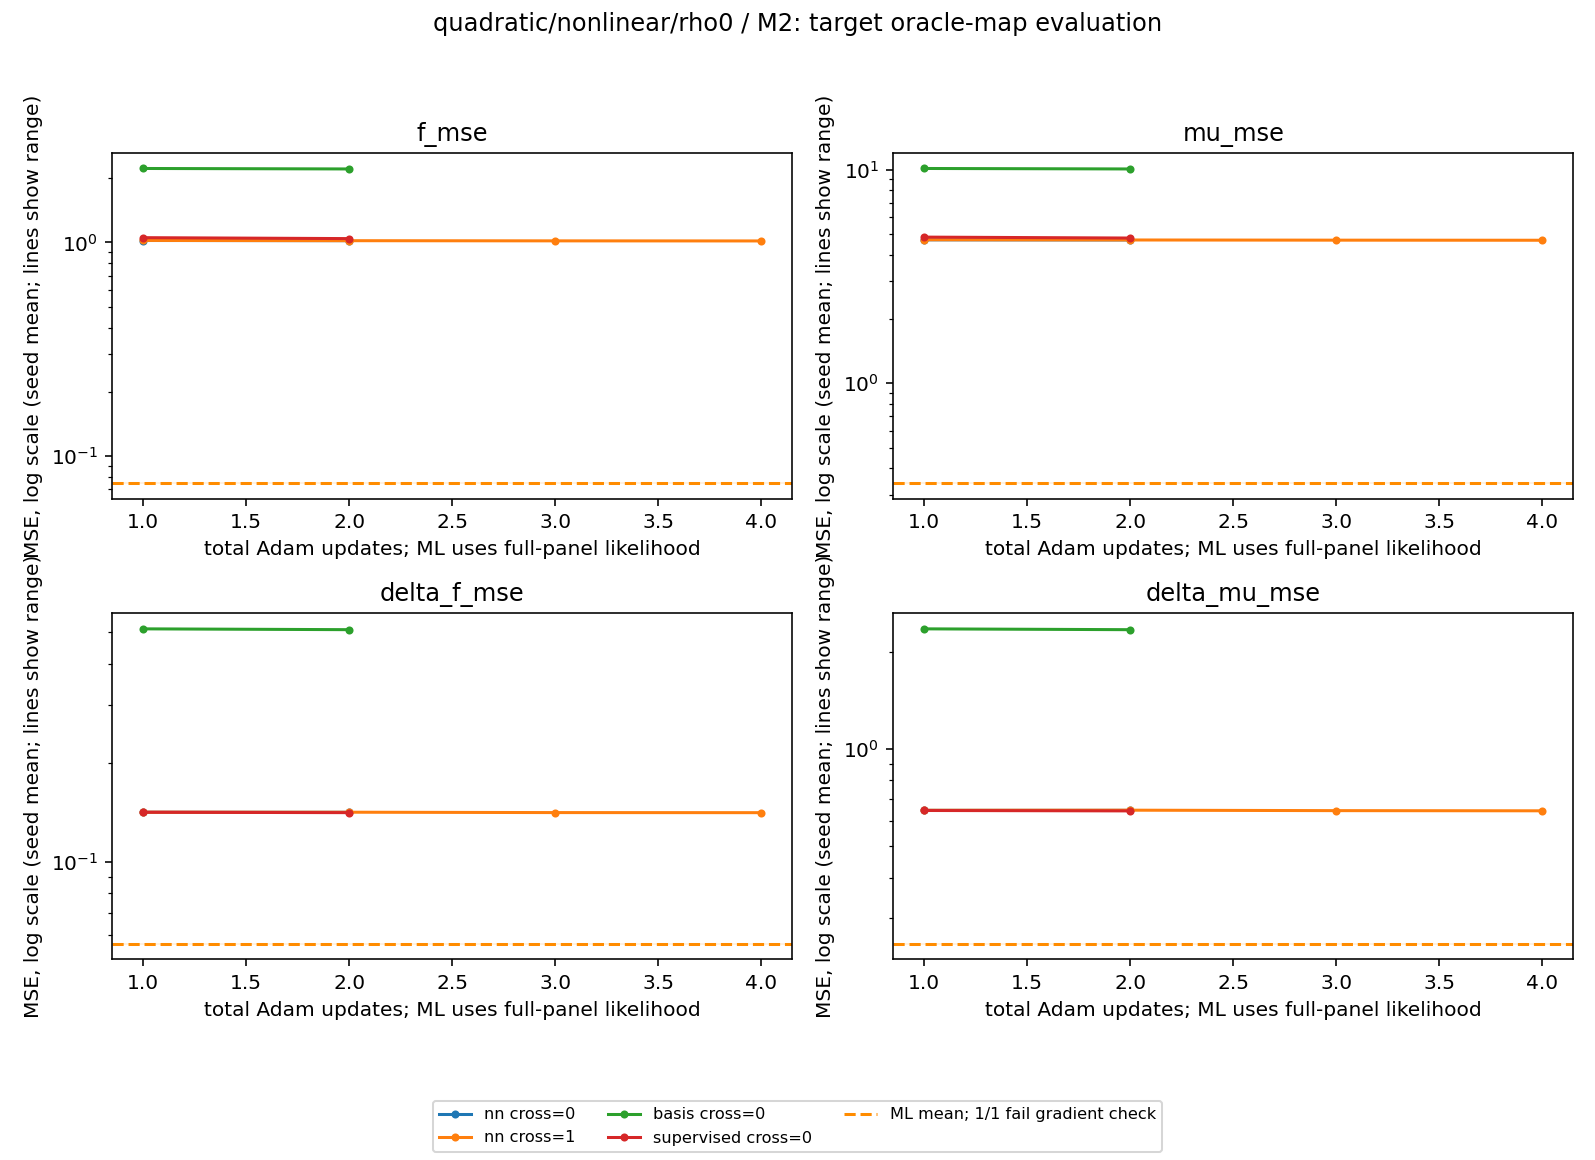 quadratic/nonlinear/rho0 / M2: target oracle-map evaluation
f_mse
MSE, log scale (seed mean; lines show range)
10^0
10^-1
1.0 1.5 2.0 2.5 3.0 3.5 4.0
total Adam updates; ML uses full-panel likelihood
mu_mse
MSE, log scale (seed mean; lines show range)
10^1
10^0
1.0 1.5 2.0 2.5 3.0 3.5 4.0
total Adam updates; ML uses full-panel likelihood
delta_f_mse
MSE, log scale (seed mean; lines show range)
10^-1
1.0 1.5 2.0 2.5 3.0 3.5 4.0
total Adam updates; ML uses full-panel likelihood
delta_mu_mse
MSE, log scale (seed mean; lines show range)
10^0
1.0 1.5 2.0 2.5 3.0 3.5 4.0
total Adam updates; ML uses full-panel likelihood
nn cross=0
nn cross=1
basis cross=0
supervised cross=0
ML mean; 1/1 fail gradient check